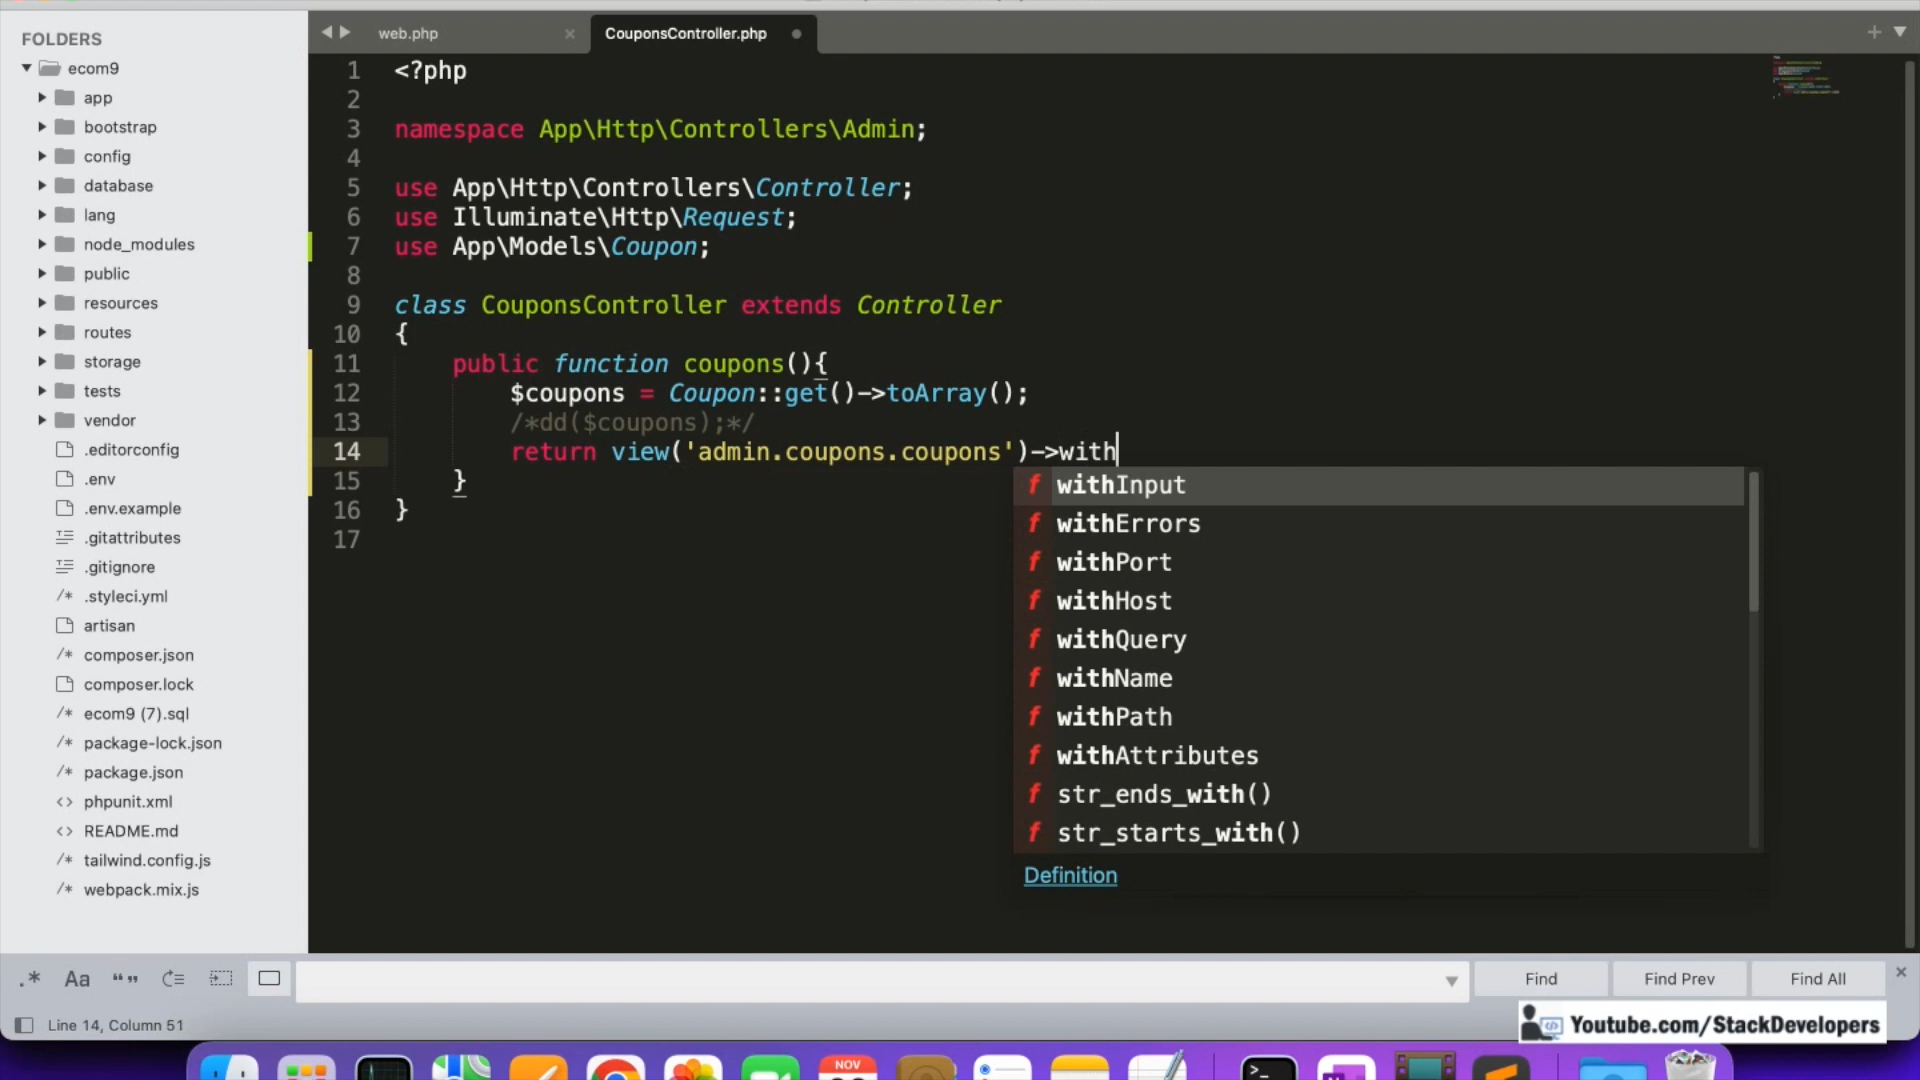 FOLDERS
ecom9
app
bootstrap
config
database
lang
node_modules
public
resources
routes
storage
tests
vendor
.editorconfig
.env
.env.example
.gitattributes
.gitignore
/* .styleci.yml
artisan
/* composer.json
composer.lock
/* ecom9 (7).sql
/* package-lock.json
/* package.json
<> phpunit.xml
<> README.md
/* tailwind.config.js
/* webpack.mix.js
web.php ×
CouponsController.php
1 <?php
2
3 namespace App\Http\Controllers\Admin;
4
5 use App\Http\Controllers\Controller;
6 use Illuminate\Http\Request;
7 use App\Models\Coupon;
8
9 class CouponsController extends Controller
10 {
11 public function coupons(){
12 $coupons = Coupon::get()->toArray();
13 /*dd($coupons);*/
14 return view('admin.coupons.coupons')->with
15 }
16 }
17
f withInput
f withErrors
f withPort
f withHost
f withQuery
f withName
f withPath
f withAttributes
f str_ends_with()
f str_starts_with()
Definition
.* Aa “”
Find
Find Prev
Find All
×
Line 14, Column 51
Youtube.com/StackDevelopers
NOV